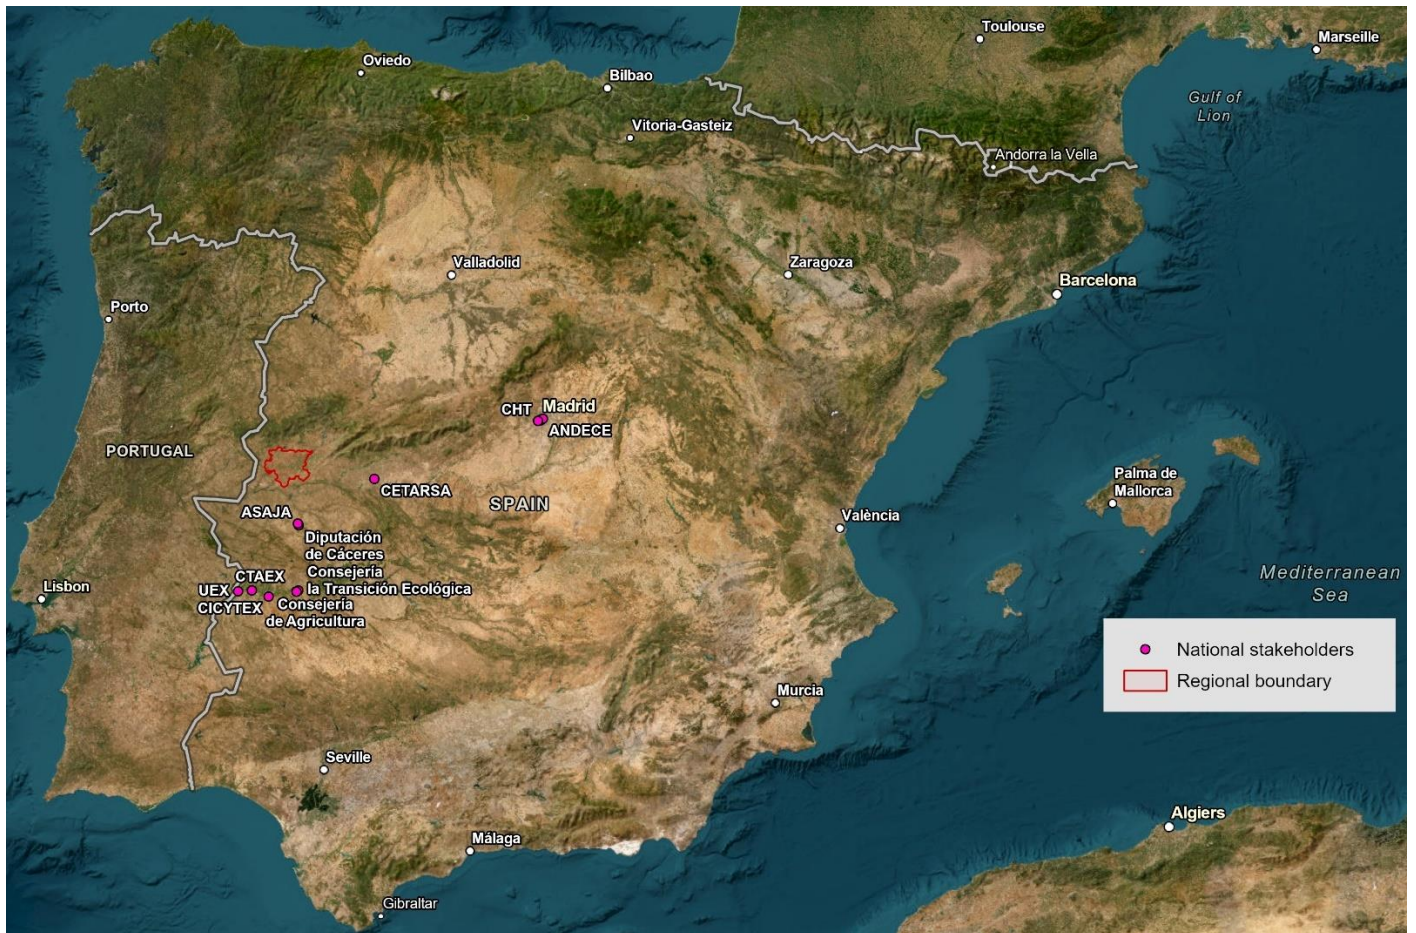 Toulouse
Marseille
Oviedo
Bilbao
Gulf of
Lion
Vitoria-Gasteiz
Andorra la Vella
Valladolid
Zaragoza
Barcelona
Porto
CHT
Madrid
ANDECE
PORTUGAL
CETARSA
SPAIN
Palma de
Mallorca
ASAJA
València
Diputación
de Cáceres
Consejería
la Transición Ecológica
CTAEX
UEX
CICYTEX
Consejería
de Agricultura
Lisbon
Mediterranean
Sea
National stakeholders
Regional boundary
Murcia
Seville
Algiers
Málaga
Gibraltar